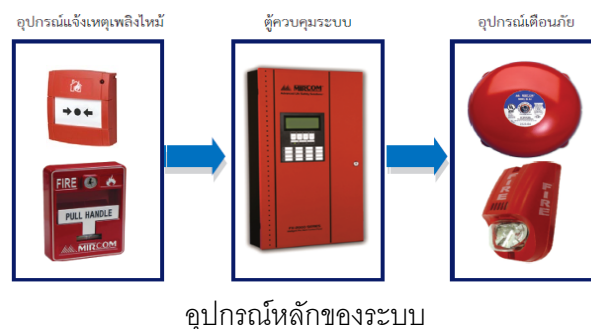 อุปกรณ์แจ้งเหตุเพลิงไหม้
ตู้ควบคุมระบบ
อุปกรณ์เตือนภัย
FIRE
PULL HANDLE
MIRCOM
MIRCOM
FIRE
FIRE
อุปกรณ์หลักของระบบ